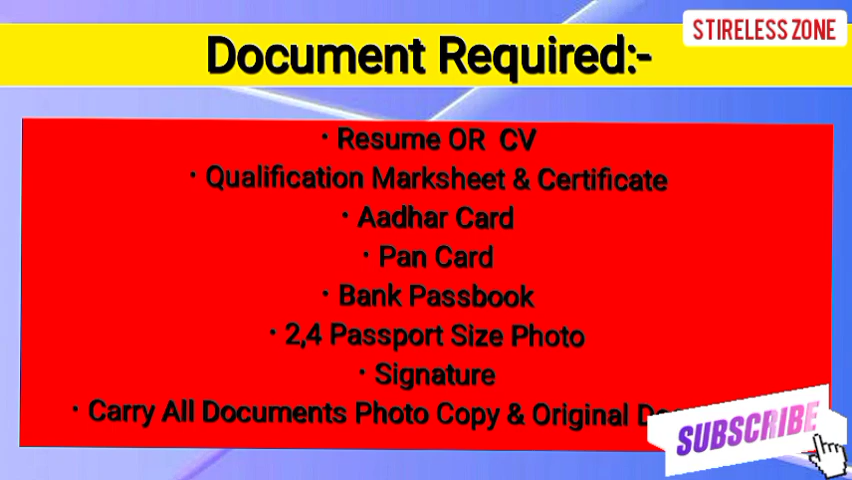 STIRELESS ZONE
Document Required:-
· Resume OR CV
· Qualification Marksheet & Certificate
· Aadhar Card
· Pan Card
· Bank Passbook
· 2,4 Passport Size Photo
· Signature
· Carry All Documents Photo Copy & Original
SUBSCRIBE